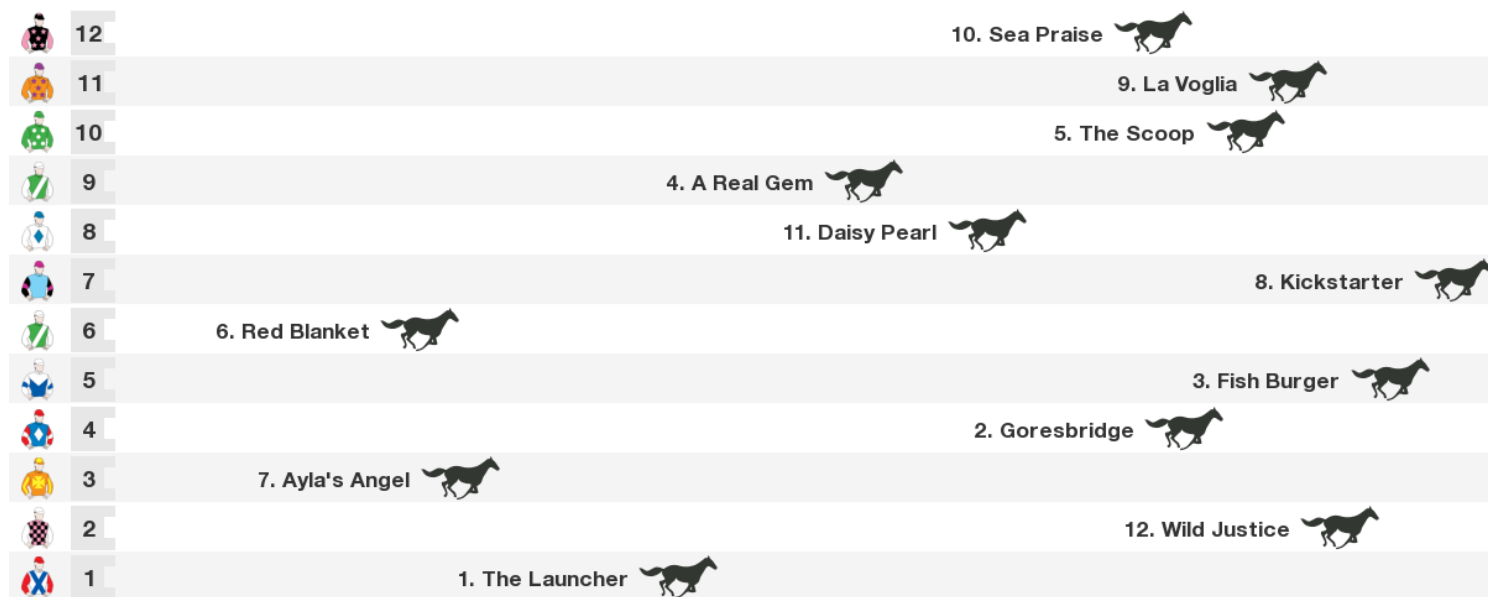 12 10. Sea Praise
11 9. La Voglia
10 5. The Scoop
9 4. A Real Gem
8 11. Daisy Pearl
7 8. Kickstarter
6 6. Red Blanket
5 3. Fish Burger
4 2. Goresbridge
3 7. Ayla's Angel
2 12. Wild Justice
1 1. The Launcher